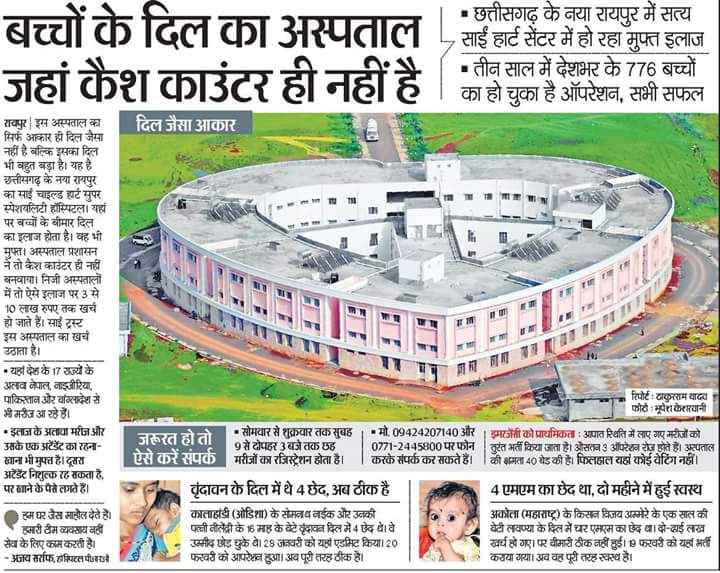 बच्चों के दिल का अस्पताल
जहां कैश काउंटर ही नहीं है
▪ छत्तीसगढ़ के नया रायपुर में सत्य
साईं हार्ट सेंटर में हो रहा मुफ्त इलाज
▪ तीन साल में देशभर के 776 बच्चों
का हो चुका है ऑपरेशन, सभी सफल
रायपुर | इस अस्पताल का
सिर्फ आकार ही दिल जैसा
नहीं है बल्कि इसका दिल
भी बहुत बड़ा है। यह है
छत्तीसगढ़ के नया रायपुर
का साईं चाइल्ड हार्ट सुपर
स्पेशयलिटी हॉस्पिटल। यहां
पर बच्चों के बीमार दिल
का इलाज होता है। वह भी
मुफ्त। अस्पताल प्रशासन
ने तो कैश काउंटर ही नहीं
बनवाया। निजी अस्पतालों
में तो ऐसे इलाज पर 3 से
10 लाख रुपए तक खर्च
हो जाते हैं। साईं ट्रस्ट
इस अस्पताल का खर्च
उठाता है।
▪ यहां देश के 17 राज्यों के
अलावा नेपाल, नाइजीरिया,
पाकिस्तान और बांग्लादेश से
भी मरीज आ रहे हैं।
▪ इलाज के अलावा मरीज और
उसके एक अटेंडेंट का रहना-
खाना भी मुफ्त है। दूसरा
अटेंडेंट निशुल्क रह सकता है,
पर खाने के पैसे लगते हैं।
हम घर जैसा माहौल देते हैं।
हमारी टीम व्यवसाय नहीं
सेवा के लिए काम करती है।
- अजय सर्राफ, हॉस्पिटल
दिल जैसा आकार
रिपोर्ट : ठाकुरराम यादव
फोटो : भूपेश केशरवानी
जरूरत हो तो
ऐसे करें संपर्क
▪ सोमवार से शुक्रवार तक सुबह
9 से दोपहर 3 बजे तक छह
मरीजों का रजिस्ट्रेशन होता है।
▪ मो. 09424207140 और
0771-2445800 पर फोन
करके संपर्क कर सकते हैं।
इमरजेंसी को प्राथमिकता : आपात स्थिति में लाए गए मरीजों को
तुरंत भर्ती किया जाता है। औसतन 3 ऑपरेशन रोज होते हैं। अस्पताल
की क्षमता 40 बेड की है। फिलहाल यहां कोई वेटिंग नहीं।
वृंदावन के दिल में थे 4 छेद, अब ठीक है
कालाहांडी (ओडिशा) के सोमनाथ नाईक और उनकी
पत्नी नीलेंद्री के 16 माह के बेटे वृंदावन दिल में 4 छेद थे। वे
उम्मीद छोड़ चुके थे। 28 जनवरी को यहां एडमिट किया। 20
फरवरी को आपरेशन हुआ। अब पूरी तरह ठीक है।
4 एमएम का छेद था, दो महीने में हुई स्वस्थ
अकोला (महाराष्ट्र) के किसान विजय अम्भेरे के एक साल की
बेटी लावण्या के दिल में चार एमएम का छेद था। दो-ढाई लाख
खर्च हो गए। पर बीमारी ठीक नहीं हुई। 19 फरवरी को यहां भर्ती
कराया गया। अब वह पूरी तरह स्वस्थ है।